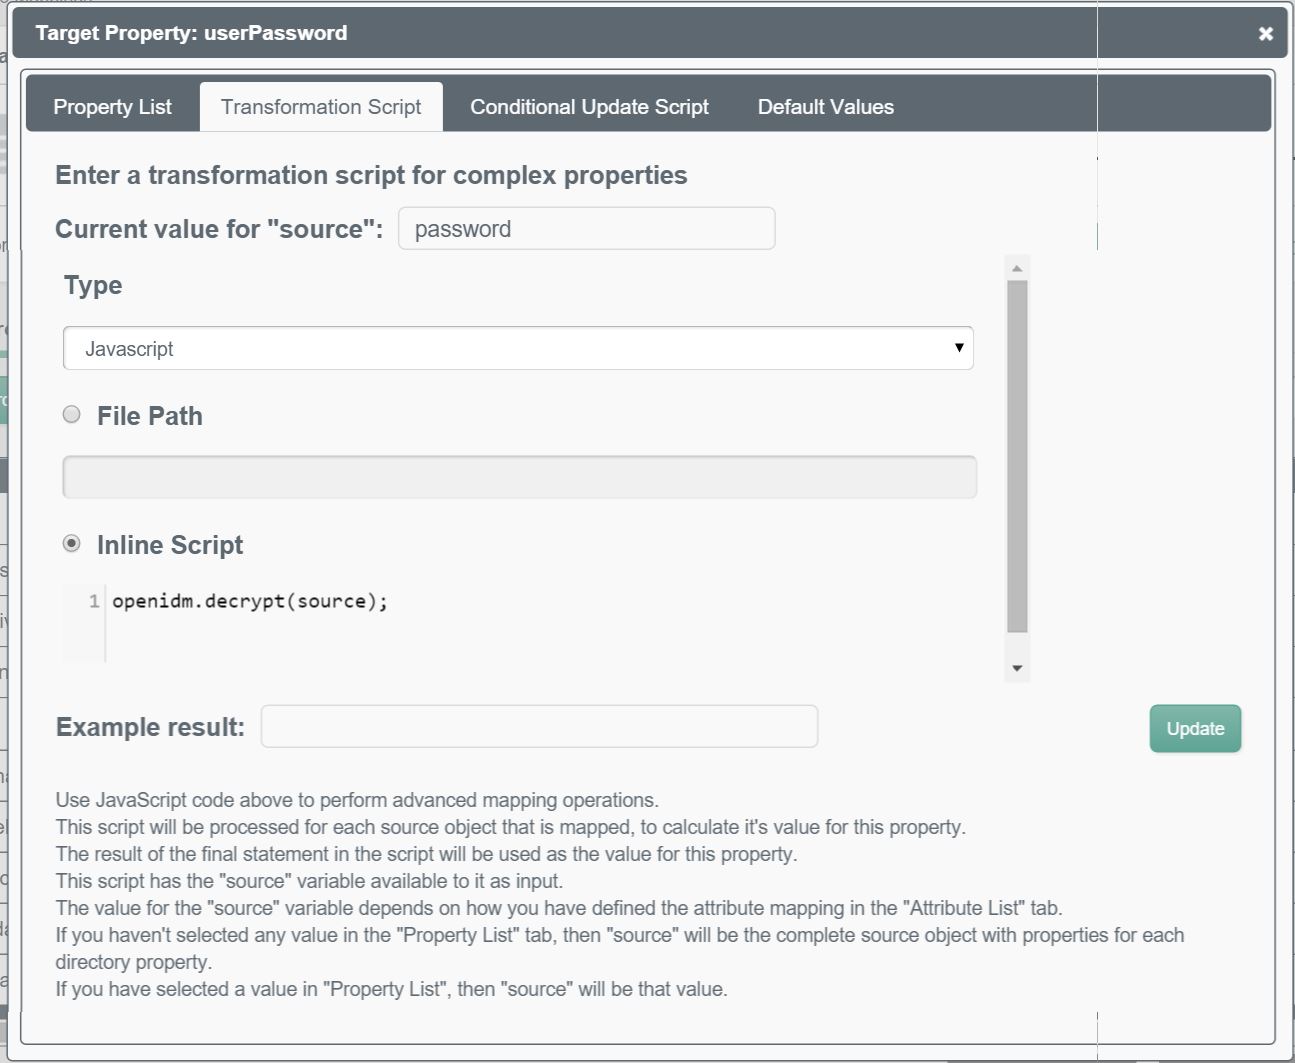 Target Property: userPassword
Property List Transformation Script Conditional Update Script Default Values
Enter a transformation script for complex properties
Current value for "source": password
Type
Javascript
File Path
Inline Script
1 openidm.decrypt(source);
Example result:
Update
Use JavaScript code above to perform advanced mapping operations.
This script will be processed for each source object that is mapped, to calculate it's value for this property.
The result of the final statement in the script will be used as the value for this property.
This script has the "source" variable available to it as input.
The value for the "source" variable depends on how you have defined the attribute mapping in the "Attribute List" tab.
If you haven't selected any value in the "Property List" tab, then "source" will be the complete source object with properties for each
directory property.
If you have selected a value in "Property List", then "source" will be that value.